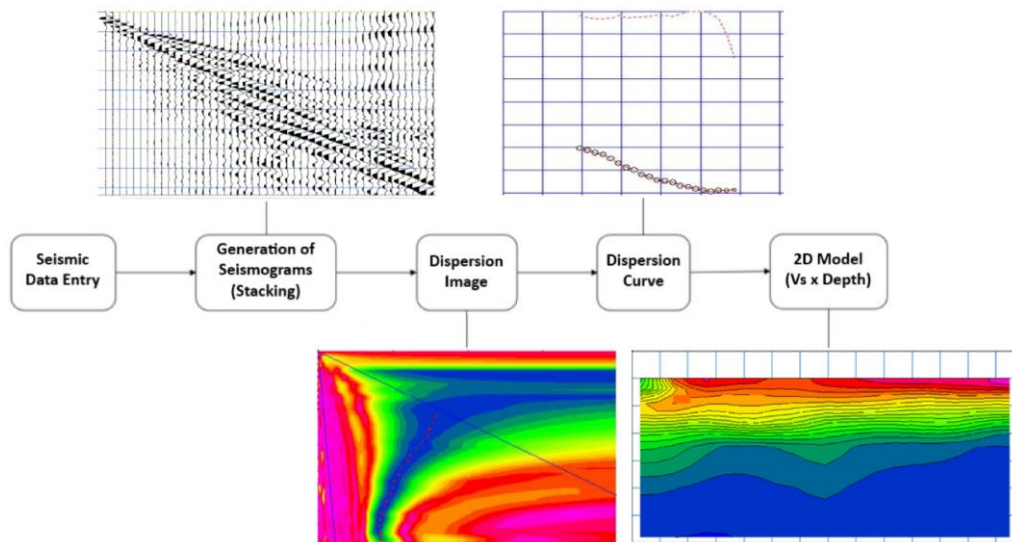 Seismic
Data Entry
Generation of
Seismograms
(Stacking)
Dispersion
Image
Dispersion
Curve
2D Model
(Vs x Depth)